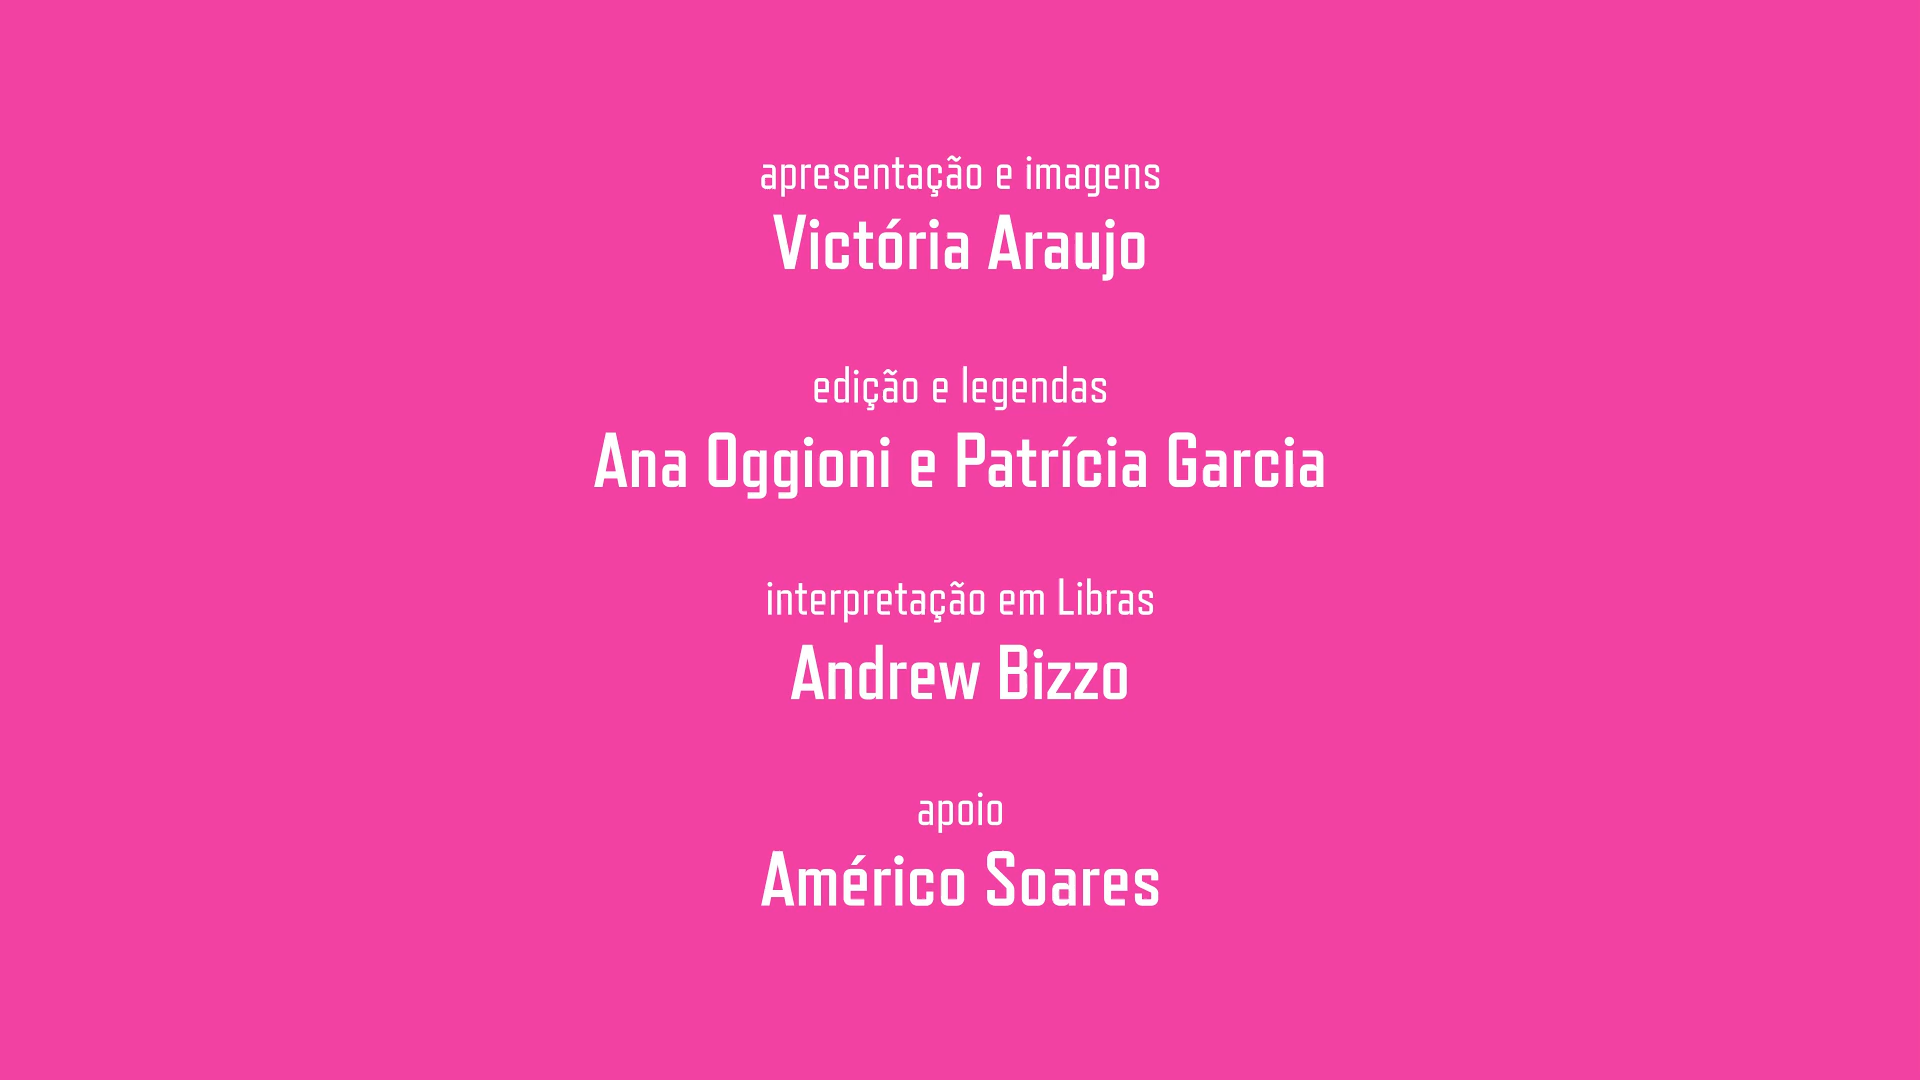 apresentação e imagens
Victória Araujo
edição e legendas
Ana Oggioni e Patrícia Garcia
interpretação em Libras
Andrew Bizzo
apoio
Américo Soares